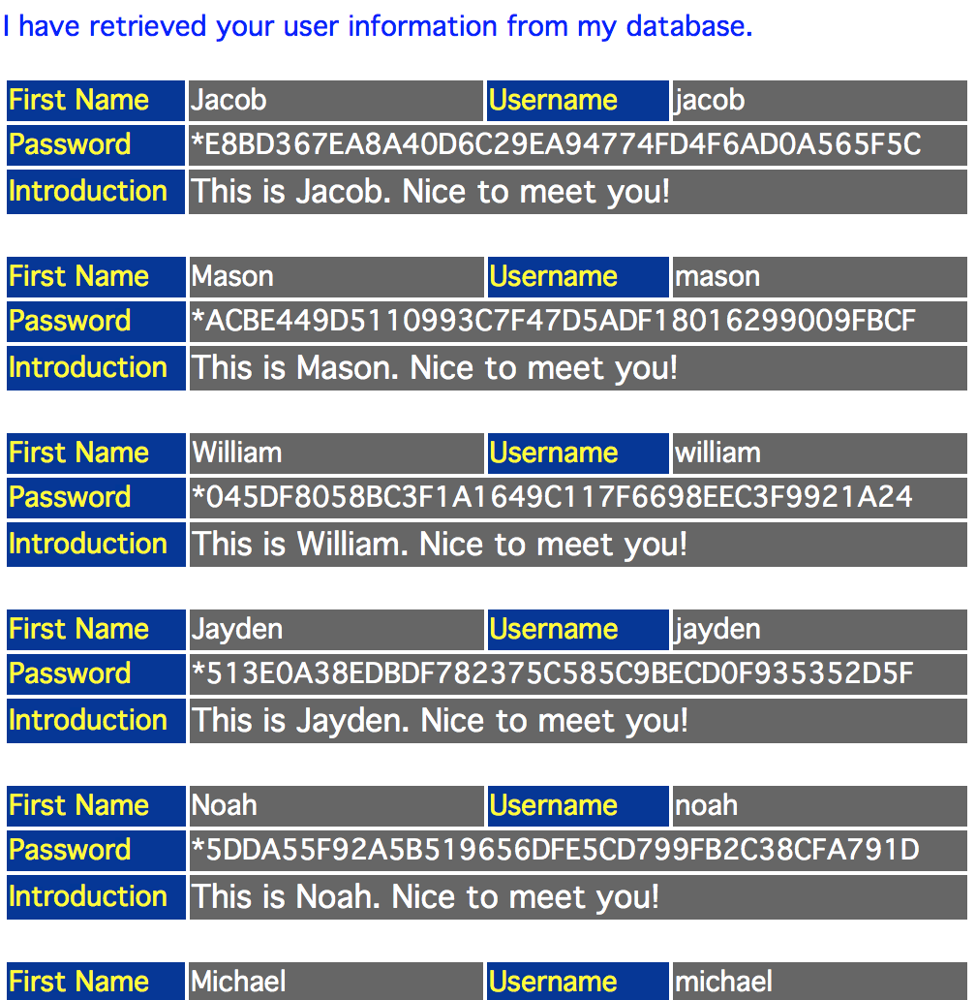 I have retrieved your user information from my database.
First Name Jacob Username jacob
Password *E8BD367EA8A40D6C29EA94774FD4F6AD0A565F5C
Introduction This is Jacob. Nice to meet you!
First Name Mason Username mason
Password *ACBE449D5110993C7F47D5ADF18016299009FBCF
Introduction This is Mason. Nice to meet you!
First Name William Username william
Password *045DF8058BC3F1A1649C117F6698EEC3F9921A24
Introduction This is William. Nice to meet you!
First Name Jayden Username jayden
Password *513E0A38EDBDF782375C585C9BECD0F935352D5F
Introduction This is Jayden. Nice to meet you!
First Name Noah Username noah
Password *5DDA55F92A5B519656DFE5CD799FB2C38CFA791D
Introduction This is Noah. Nice to meet you!
First Name Michael Username michael